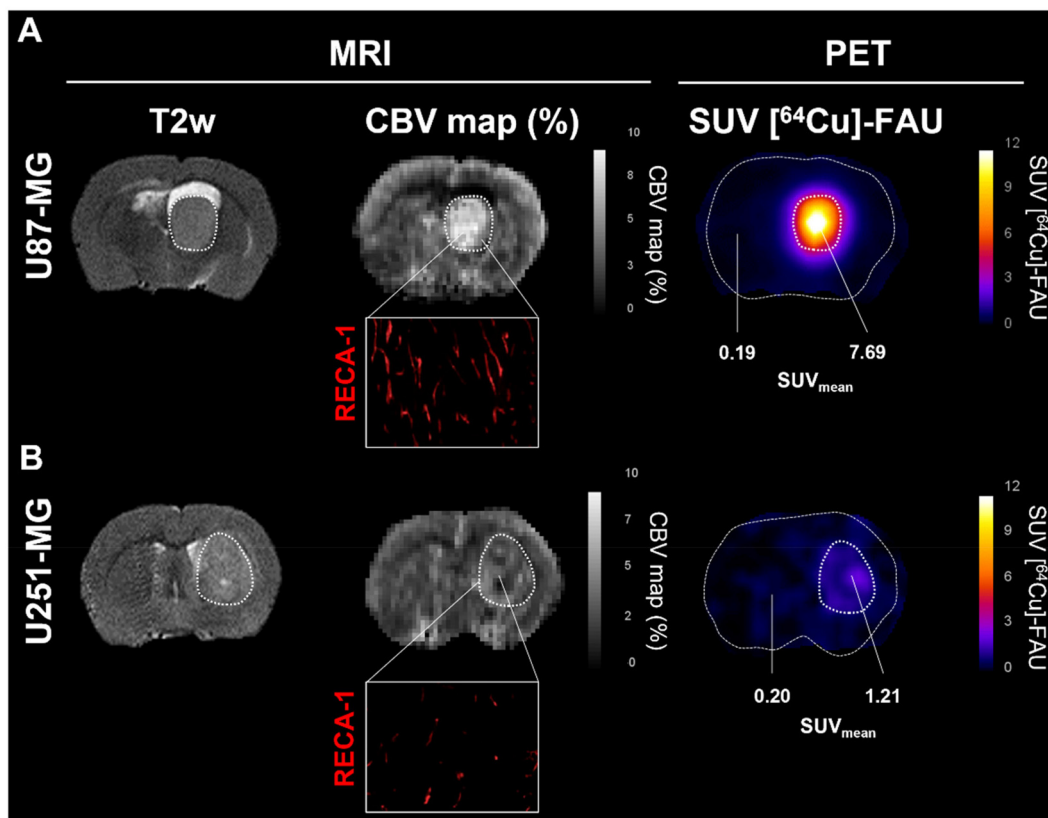 A
MRI
PET
T2w
CBV map (%)
SUV [⁶⁴Cu]-FAU
U87-MG
10
8
5
3
0
CBV map (%)
12
9
6
3
0
SUV [⁶⁴Cu]-FAU
RECA-1
0.19
7.69
SUVmean
B
U251-MG
10
7
5
2
0
CBV map (%)
12
9
6
3
0
SUV [⁶⁴Cu]-FAU
RECA-1
0.20
1.21
SUVmean